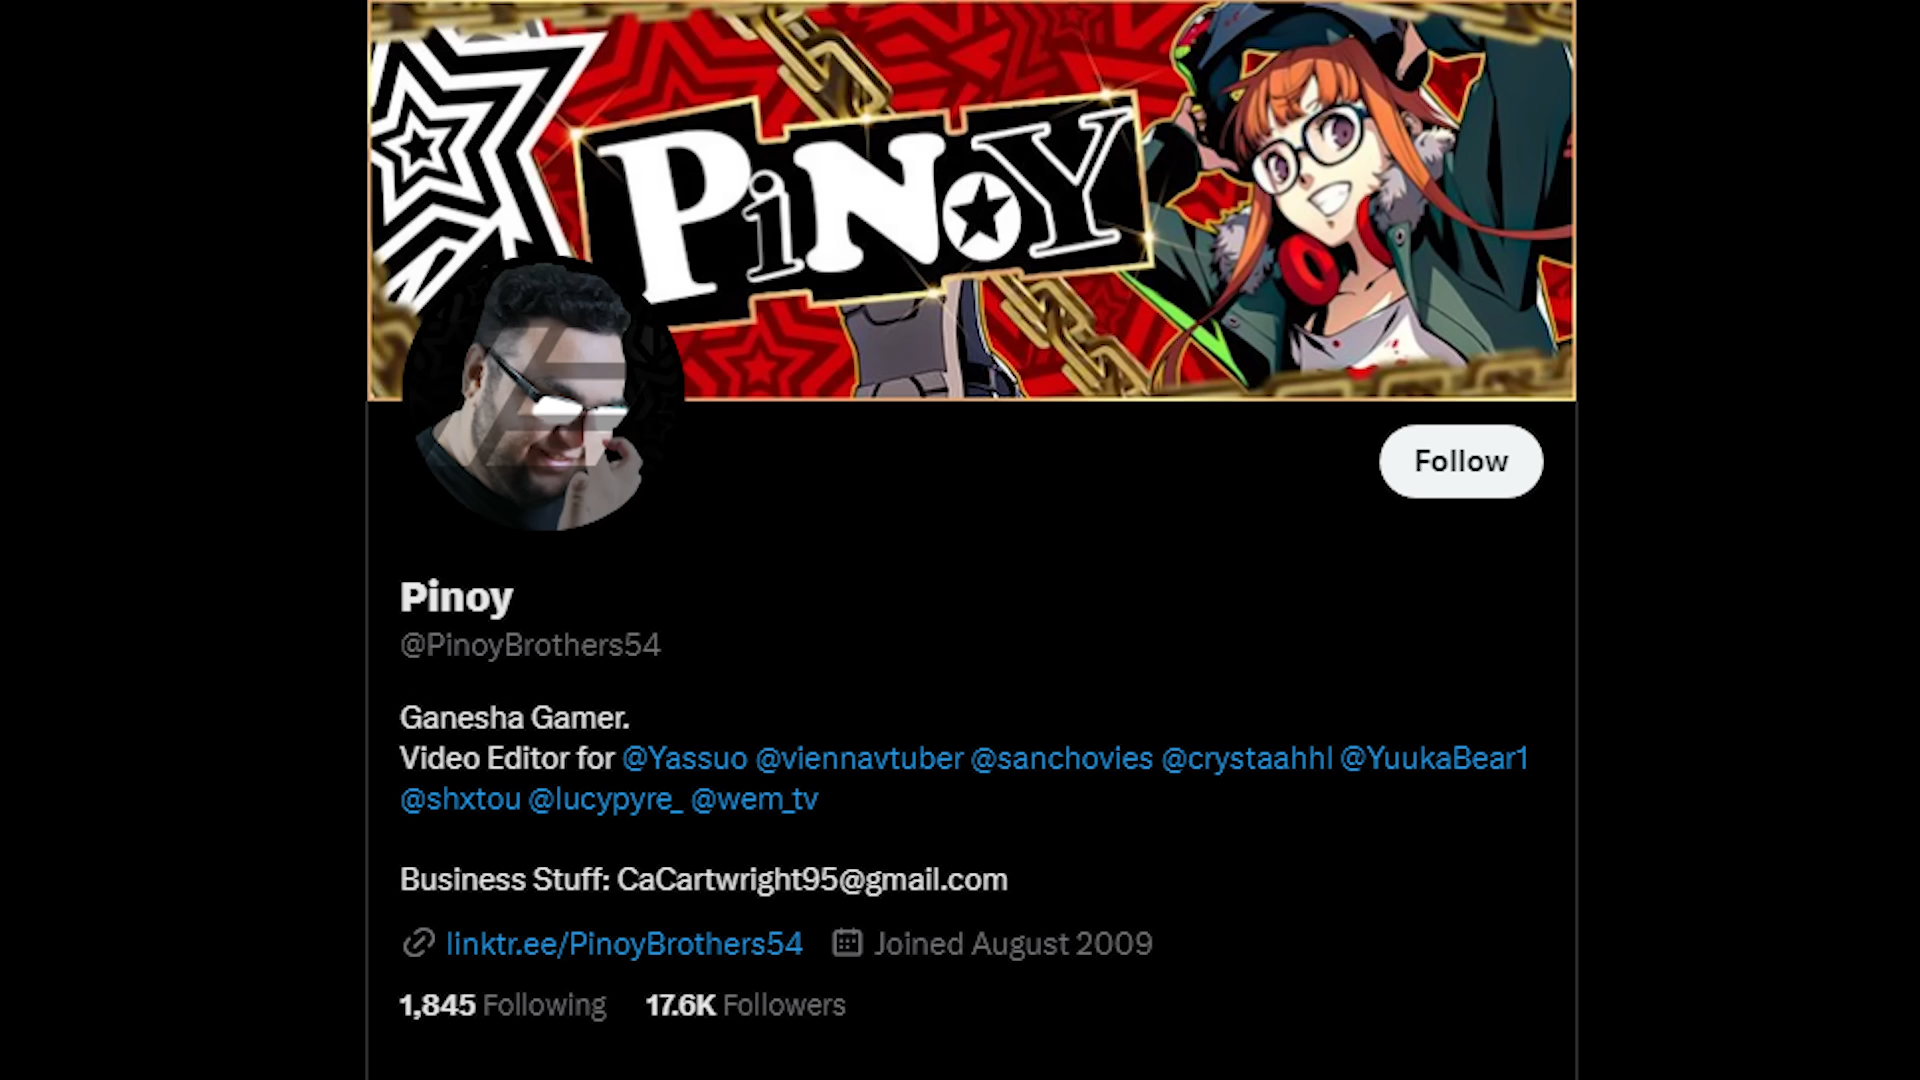 PiNoY
Follow
Pinoy
@PinoyBrothers54
Ganesha Gamer.
Video Editor for @Yassuo @viennavtuber @sanchovies @crystaahhl @YuukaBear1
@shxtou @lucypyre_ @wem_tv
Business Stuff: CaCartwright95@gmail.com
linktr.ee/PinoyBrothers54 Joined August 2009
1,845 Following 17.6K Followers